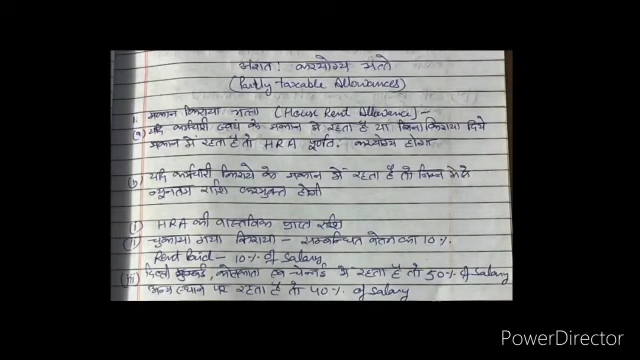 अंशत: करयोग्य भत्ते
(Partly taxable Allowances)
1. मकान किराया भत्ता (House Rent Allowance) -
(a) यदि कर्मचारी स्वयं के मकान में रहता है या बिना किराया दिये
मकान में रहता है तो HRA पूर्णत: करयोग्य होगा
(b) यदि कर्मचारी किराये के मकान में रहता है तो निम्न में से
न्यूनतम राशि करमुक्त होगी
(i) HRA की वास्तविक प्राप्त राशि
(ii) चुकाया गया किराया - सम्बन्धित वेतन का 10%
Rent Paid - 10% of Salary
(iii) दिल्ली मुम्बई, कोलकाता एवं चेन्नई में रहता है तो 50% of Salary
अन्य स्थान पर रहता है तो 40% of Salary
PowerDirector